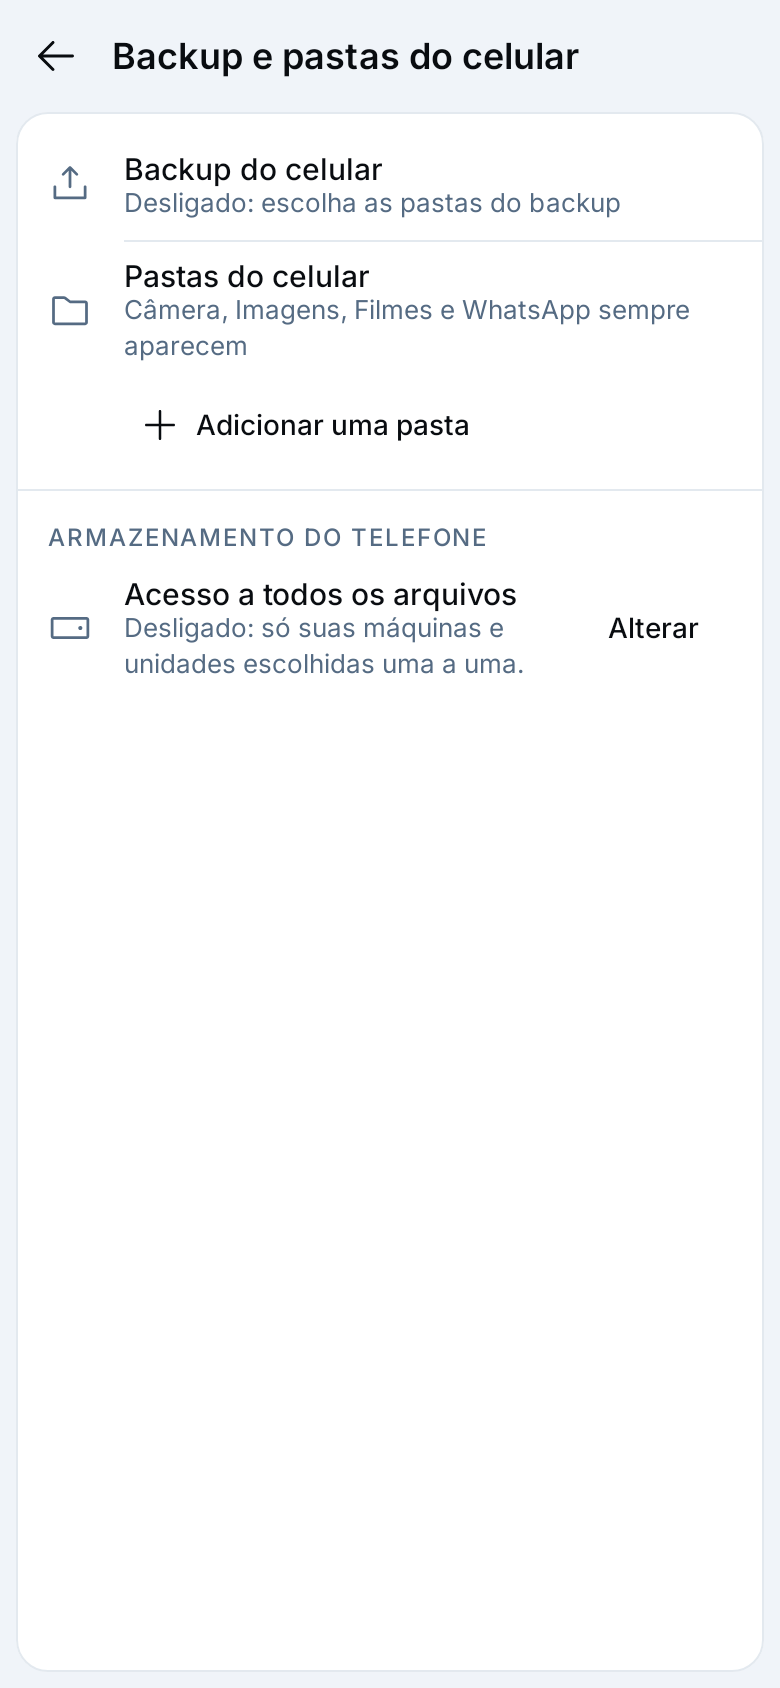 Backup e pastas do celular
Backup do celular
Desligado: escolha as pastas do backup
Pastas do celular
Câmera, Imagens, Filmes e WhatsApp sempre
aparecem
Adicionar uma pasta
ARMAZENAMENTO DO TELEFONE
Acesso a todos os arquivos
Desligado: só suas máquinas e
unidades escolhidas uma a uma.
Alterar